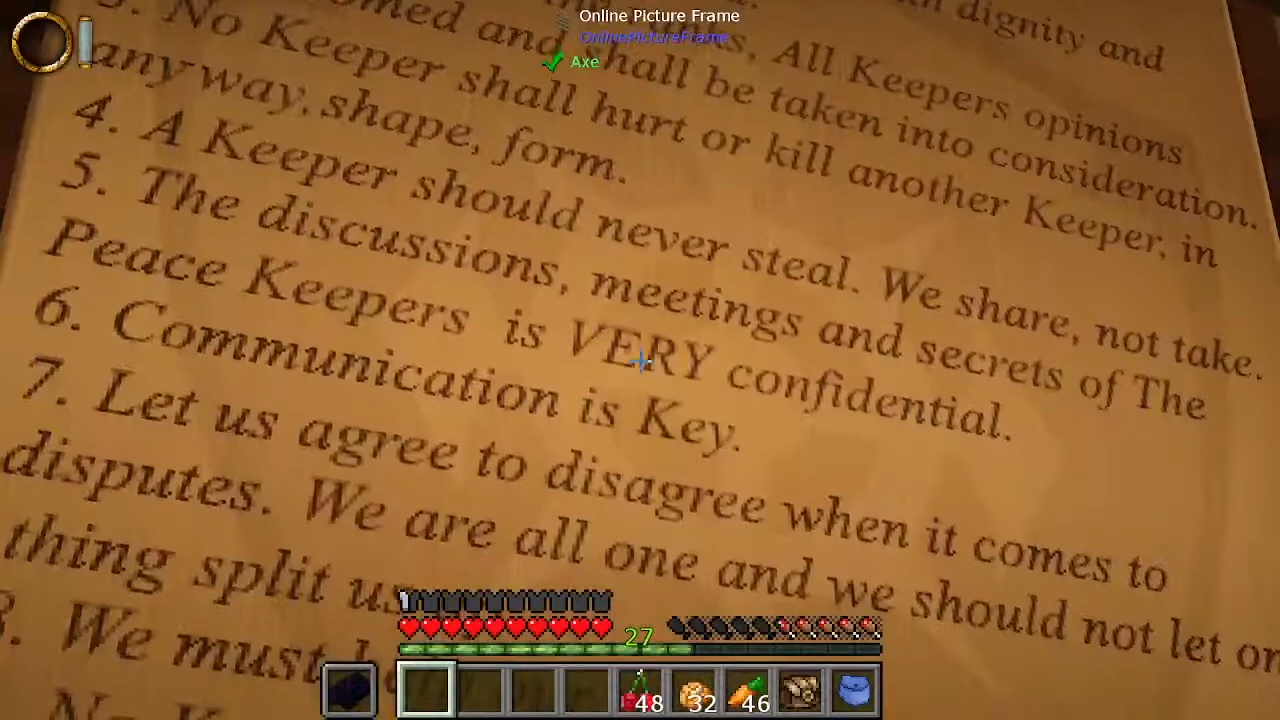 Online Picture Frame
OnlinePictureFrame
Axe
dignity and
and shall be taken into consideration.
All Keepers opinions
3. No Keeper shall hurt or kill another Keeper, in
anyway, shape, form.
4. A Keeper should never steal. We share, not take.
5. The discussions, meetings and secrets of The
Peace Keepers is VERY confidential.
6. Communication is Key.
7. Let us agree to disagree when it comes to
disputes. We are all one and we should not let
thing split us
We must
27
48
32
46